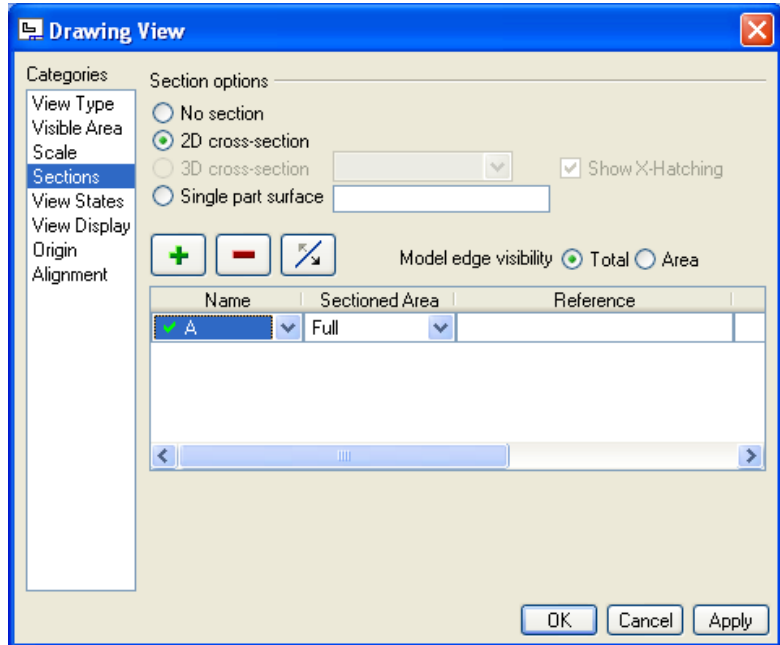 Drawing View
Categories
View Type
Visible Area
Scale
Sections
View States
View Display
Origin
Alignment
Section options
No section
2D cross-section
3D cross-section
Show X-Hatching
Single part surface
Model edge visibility Total Area
Name Sectioned Area Reference
A Full
OK Cancel Apply